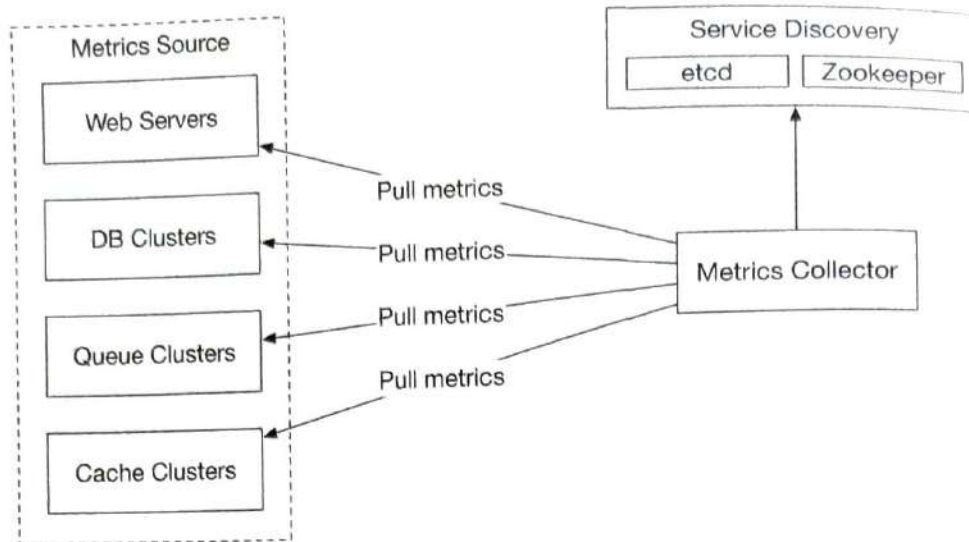 Metrics Source
Web Servers
DB Clusters
Queue Clusters
Cache Clusters
Pull metrics
Pull metrics
Pull metrics
Pull metrics
Service Discovery
etcd
Zookeeper
Metrics Collector